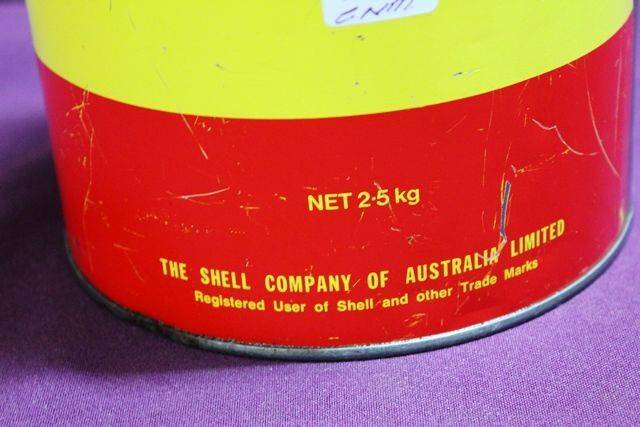 NET 2·5 kg
THE SHELL COMPANY OF AUSTRALIA LIMITED
Registered User of Shell and other Trade Marks